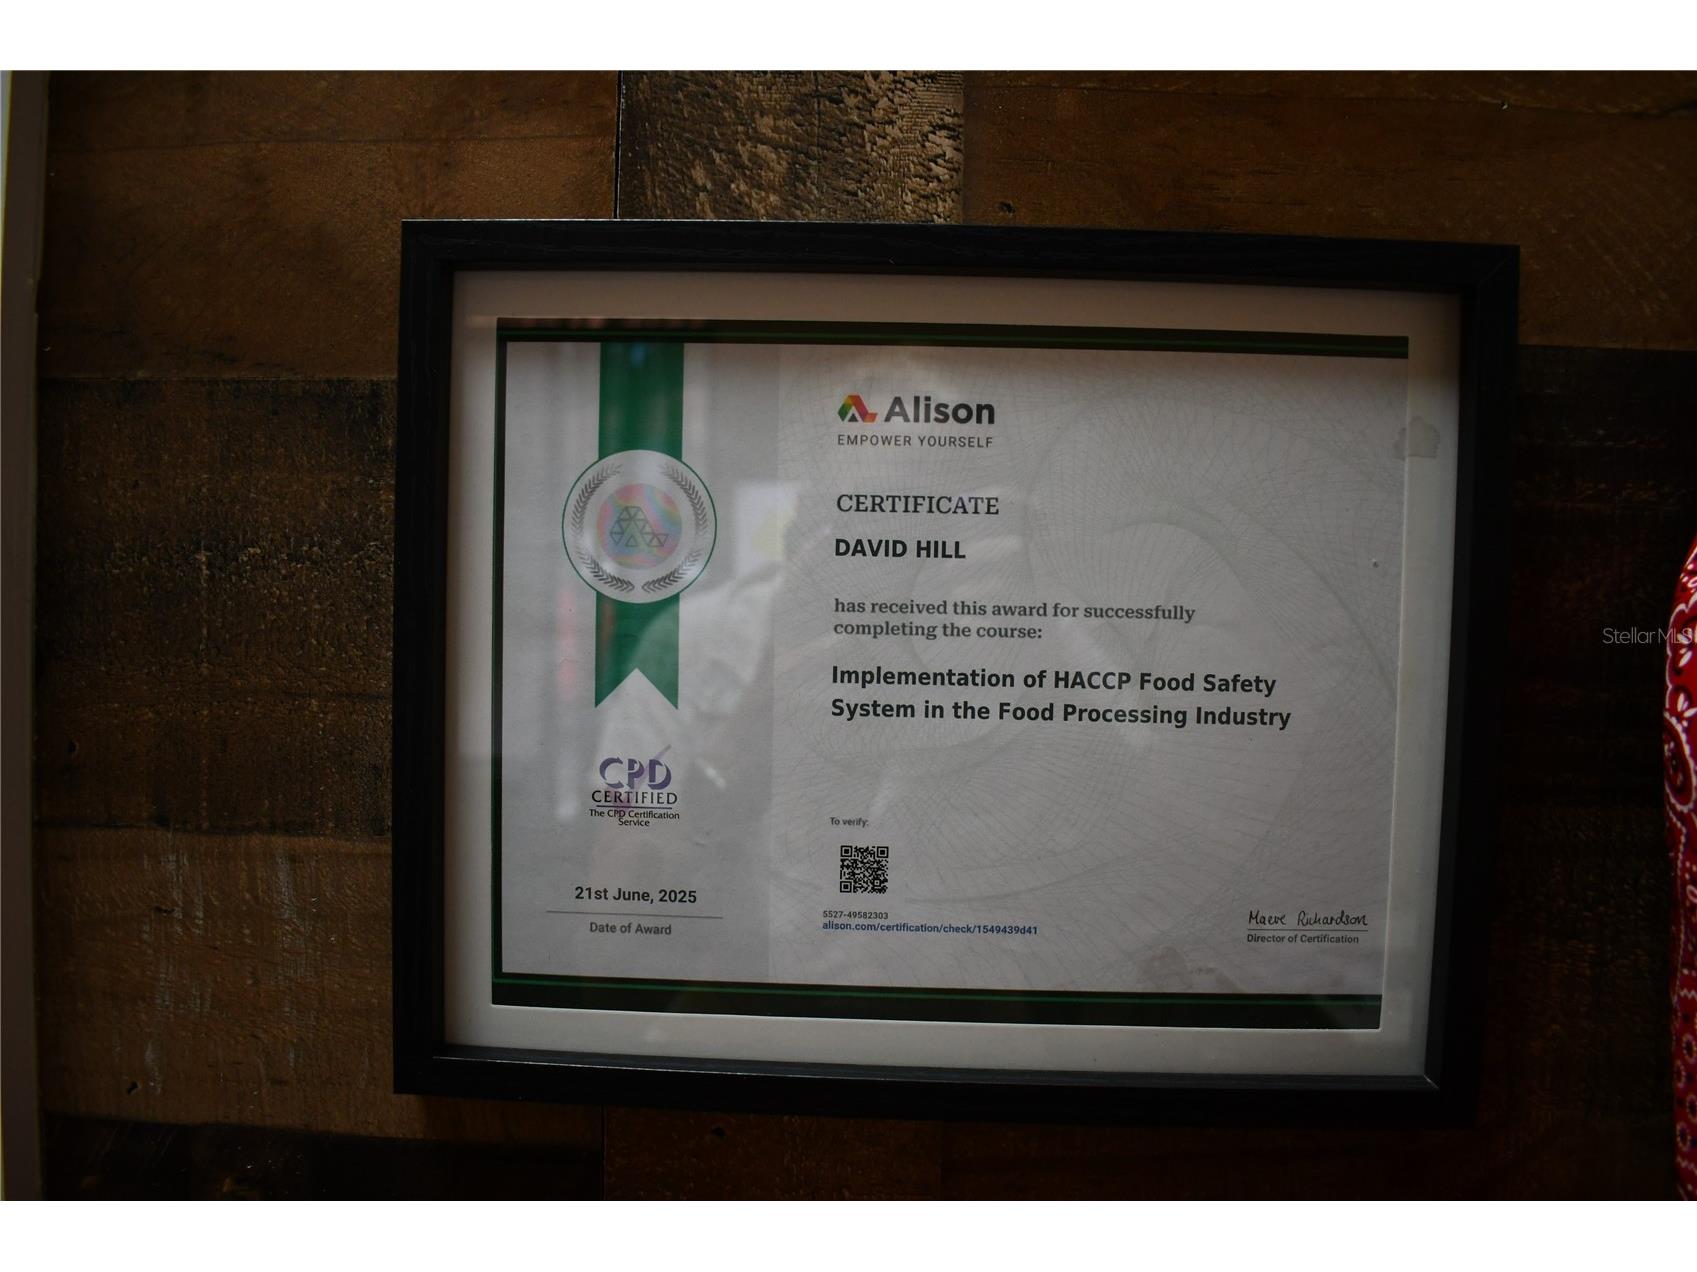 Alison
EMPOWER YOURSELF
CERTIFICATE
DAVID HILL
has received this award for successfully
completing the course:
Implementation of HACCP Food Safety
System in the Food Processing Industry
CPD
CERTIFIED
The CPD Certification
Service
21st June, 2025
Date of Award
To verify:
5527-49582303
alison.com/certification/check/1549439d41
Maeve Richardson
Director of Certification
StellarMLS